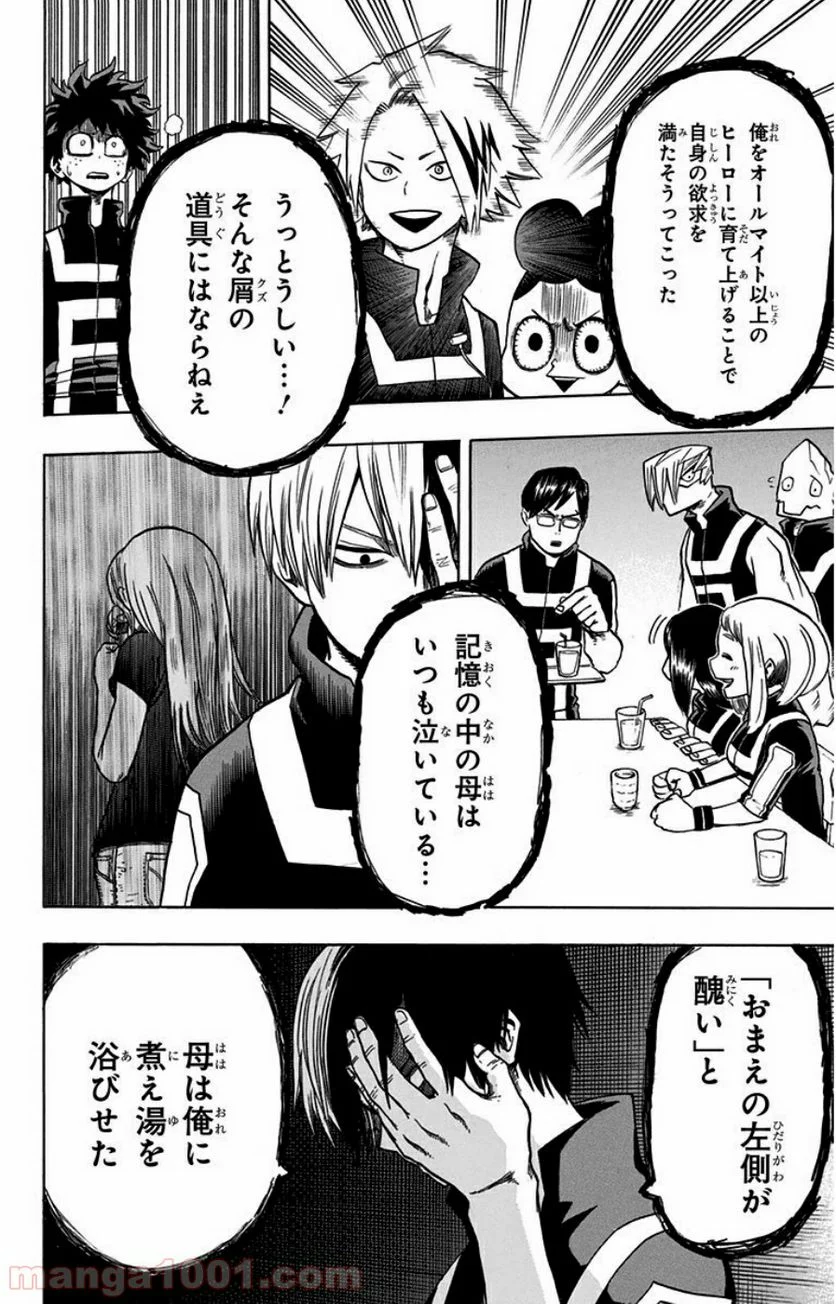 俺をオールマイト以上の
ヒーローに育て上げることで
自身の欲求を
満たそうってこった
うっとうしい…!
そんな屑の
道具にはならねえ
記憶の中の母は
いつも泣いている…
「おまえの左側が
醜い」と
母は俺に
煮え湯を
浴びせた
manga1001.com